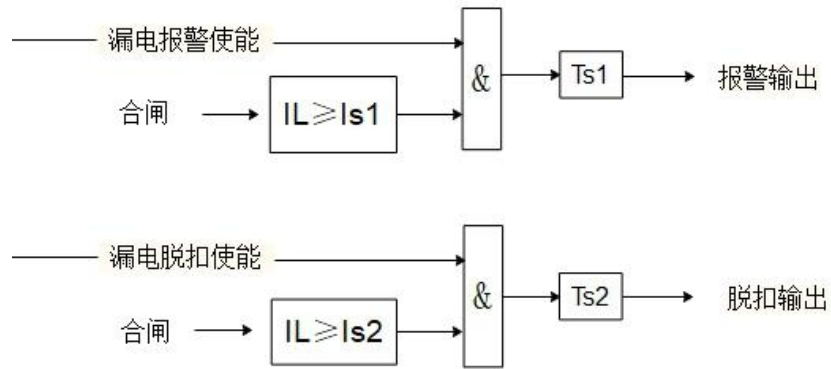 漏电报警使能
&
Ts1
报警输出
合闸
IL≥Is1
漏电脱扣使能
&
Ts2
脱扣输出
合闸
IL≥Is2